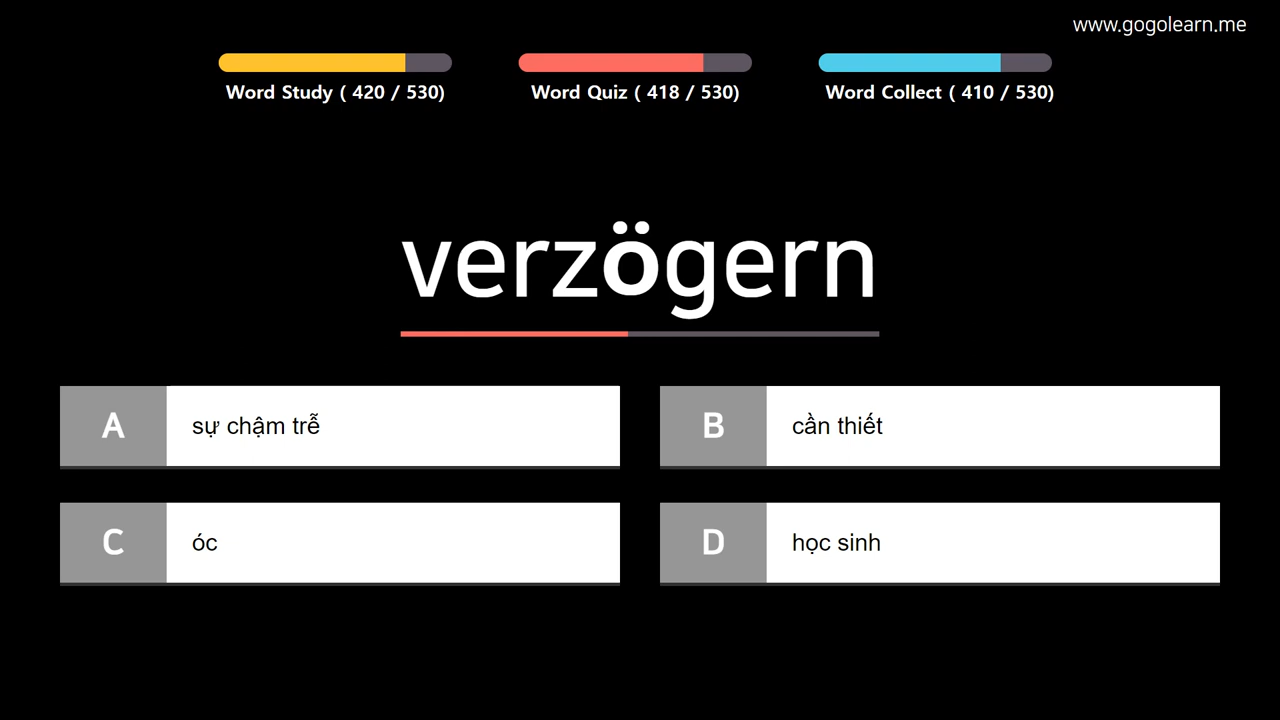 www.gogolearn.me
Word Study ( 420 / 530)
Word Quiz ( 418 / 530)
Word Collect ( 410 / 530)
verzögern
A
sự chậm trễ
B
cần thiết
C
óc
D
học sinh